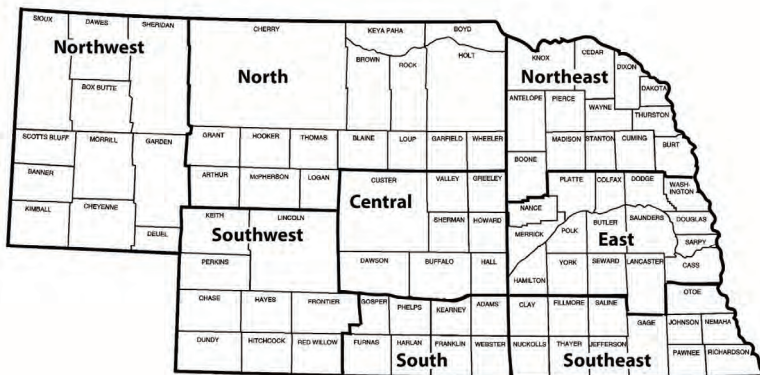 SIOUX
DAWES
SHERIDAN
Northwest
BOX BUTTE
SCOTTS BLUFF
MORRILL
GARDEN
BANNER
KIMBALL
CHEYENNE
DEUEL
CHERRY
KEYA PAHA
BOYD
North
BROWN
ROCK
HOLT
GRANT
HOOKER
THOMAS
BLAINE
LOUP
GARFIELD
WHEELER
ARTHUR
McPHERSON
LOGAN
KNOX
CEDAR
DIXON
Northeast
DAKOTA
ANTELOPE
PIERCE
WAYNE
THURSTON
MADISON
STANTON
CUMING
BURT
BOONE
CUSTER
VALLEY
GREELEY
Central
SHERMAN
HOWARD
DAWSON
BUFFALO
HALL
PLATTE
COLFAX
DODGE
WASH-
INGTON
NANCE
MERRICK
POLK
BUTLER
SAUNDERS
DOUGLAS
East
SARPY
HAMILTON
YORK
SEWARD
LANCASTER
CASS
KEITH
LINCOLN
Southwest
PERKINS
CHASE
HAYES
FRONTIER
DUNDY
HITCHCOCK
RED WILLOW
GOSPER
PHELPS
KEARNEY
ADAMS
FURNAS
HARLAN
FRANKLIN
WEBSTER
South
CLAY
FILLMORE
SALINE
GAGE
OTOE
JOHNSON
NEMAHA
NUCKOLLS
THAYER
JEFFERSON
PAWNEE
RICHARDSON
Southeast